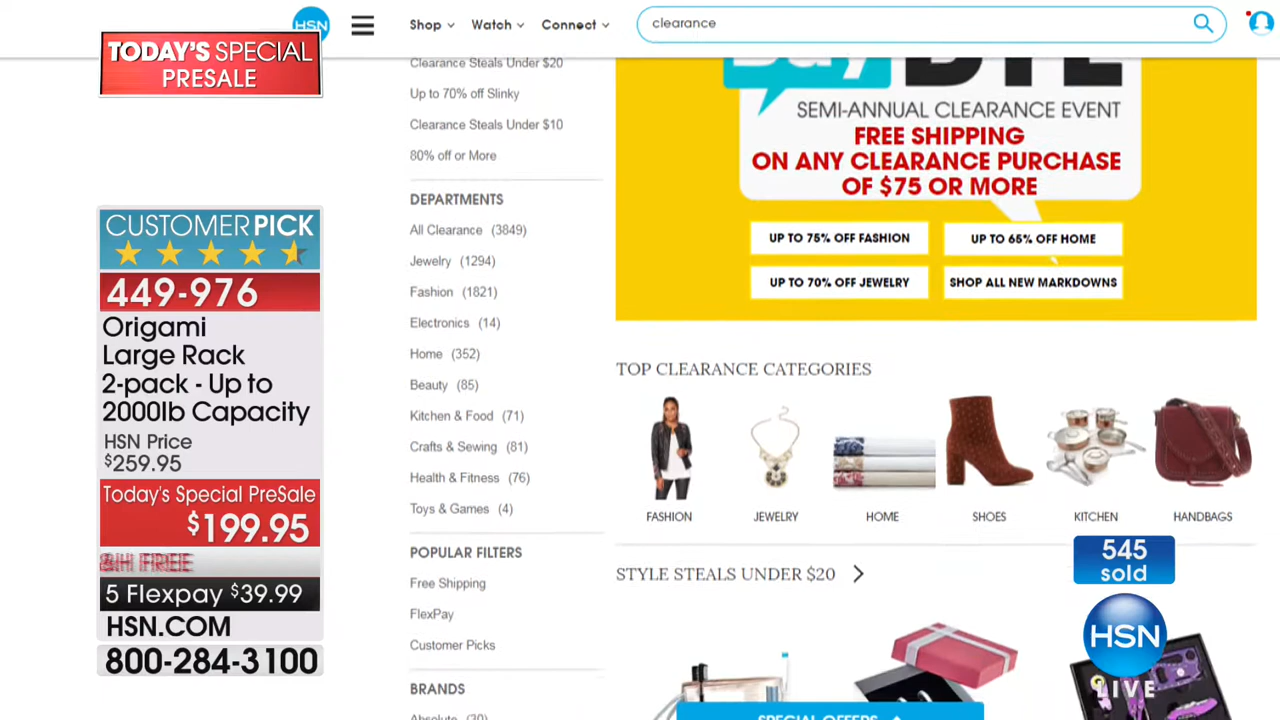 HSN
Shop
Watch
Connect
clearance
TODAY'S SPECIAL
PRESALE
CUSTOMER PICK
449-976
Origami
Large Rack
2-pack - Up to
2000lb Capacity
HSN Price
$259.95
Today's Special PreSale
$199.95
S&H FREE
5 Flexpay $39.99
HSN.COM
800-284-3100
Clearance Steals Under $20
Up to 70% off Slinky
Clearance Steals Under $10
80% off or More
DEPARTMENTS
All Clearance (3849)
Jewelry (1294)
Fashion (1821)
Electronics (14)
Home (352)
Beauty (85)
Kitchen & Food (71)
Crafts & Sewing (81)
Health & Fitness (76)
Toys & Games (4)
POPULAR FILTERS
Free Shipping
FlexPay
Customer Picks
BRANDS
Absolute (30)
SEMI-ANNUAL CLEARANCE EVENT
FREE SHIPPING
ON ANY CLEARANCE PURCHASE
OF $75 OR MORE
UP TO 75% OFF FASHION
UP TO 65% OFF HOME
UP TO 70% OFF JEWELRY
SHOP ALL NEW MARKDOWNS
TOP CLEARANCE CATEGORIES
FASHION
JEWELRY
HOME
SHOES
KITCHEN
HANDBAGS
STYLE STEALS UNDER $20
SPECIAL OFFERS
545
sold
HSN
LIVE